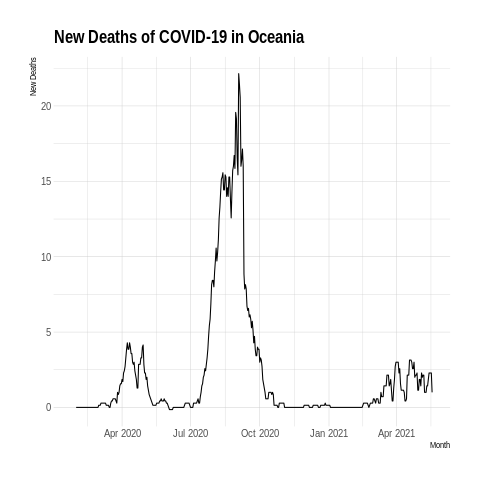 New Deaths of COVID-19 in Oceania
New Deaths
20
15
10
5
0
Apr 2020 Jul 2020 Oct 2020 Jan 2021 Apr 2021
Month